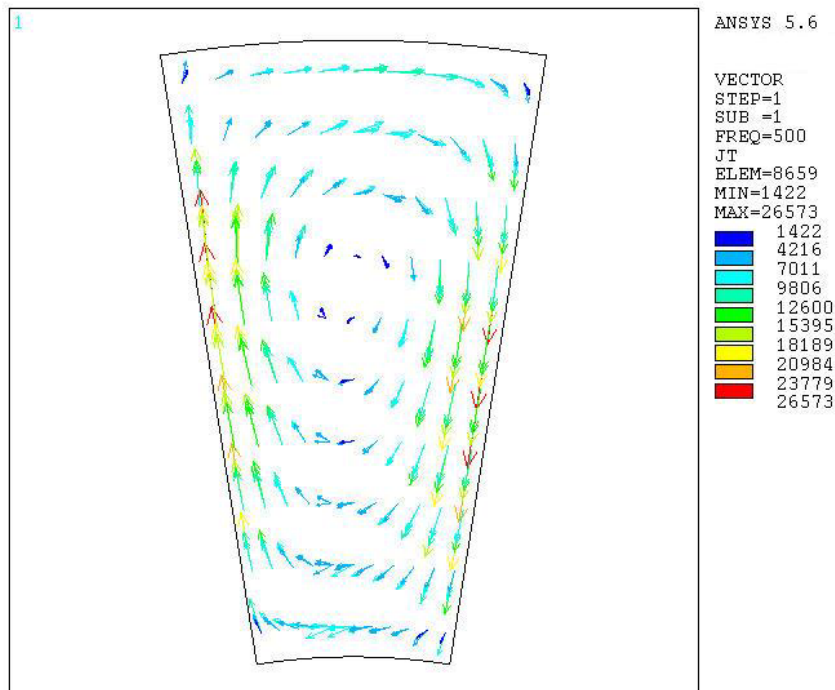 1
ANSYS 5.6
VECTOR
STEP=1
SUB =1
FREQ=500
JT
ELEM=8659
MIN=1422
MAX=26573
1422
4216
7011
9806
12600
15395
18189
20984
23779
26573